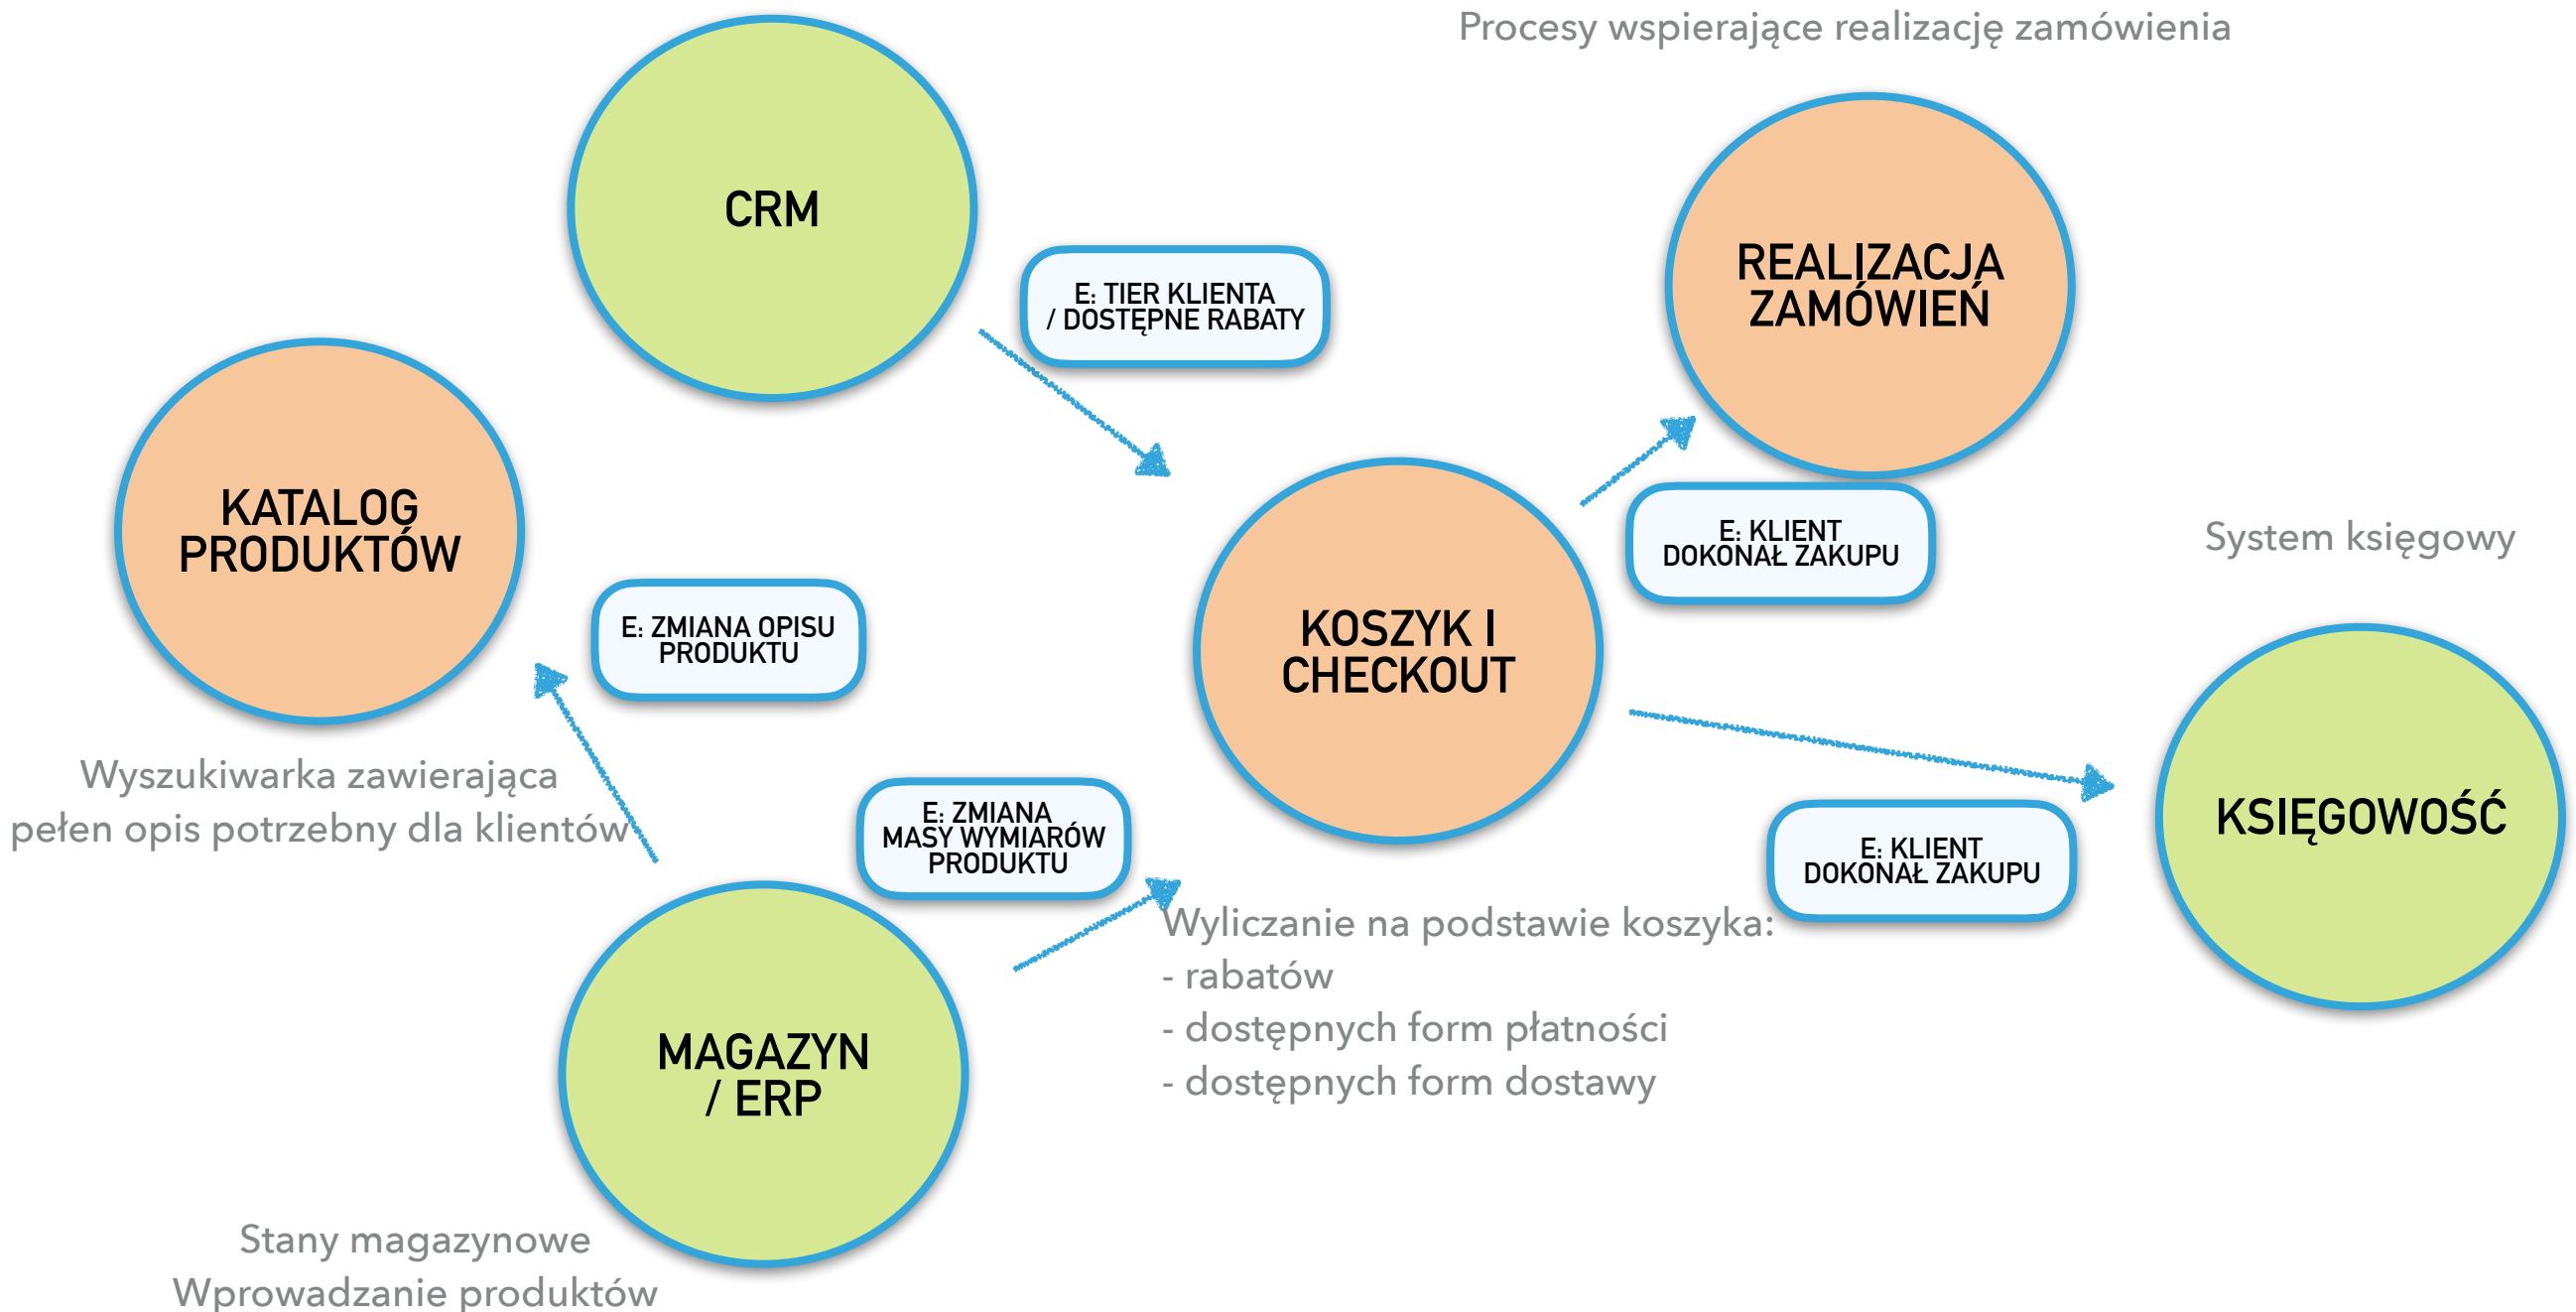 Procesy wspierające realizację zamówienia
CRM
REALIZACJA
ZAMÓWIEŃ
E: TIER KLIENTA
/ DOSTĘPNE RABATY
KATALOG
PRODUKTÓW
E: KLIENT
DOKONAŁ ZAKUPU
System księgowy
E: ZMIANA OPISU
PRODUKTU
KOSZYK I
CHECKOUT
Wyszukiwarka zawierająca
pełen opis potrzebny dla klientów
E: ZMIANA
MASY WYMIARÓW
PRODUKTU
E: KLIENT
DOKONAŁ ZAKUPU
KSIĘGOWOŚĆ
Wyliczanie na podstawie koszyka:
- rabatów
- dostępnych form płatności
- dostępnych form dostawy
MAGAZYN
/ ERP
Stany magazynowe
Wprowadzanie produktów